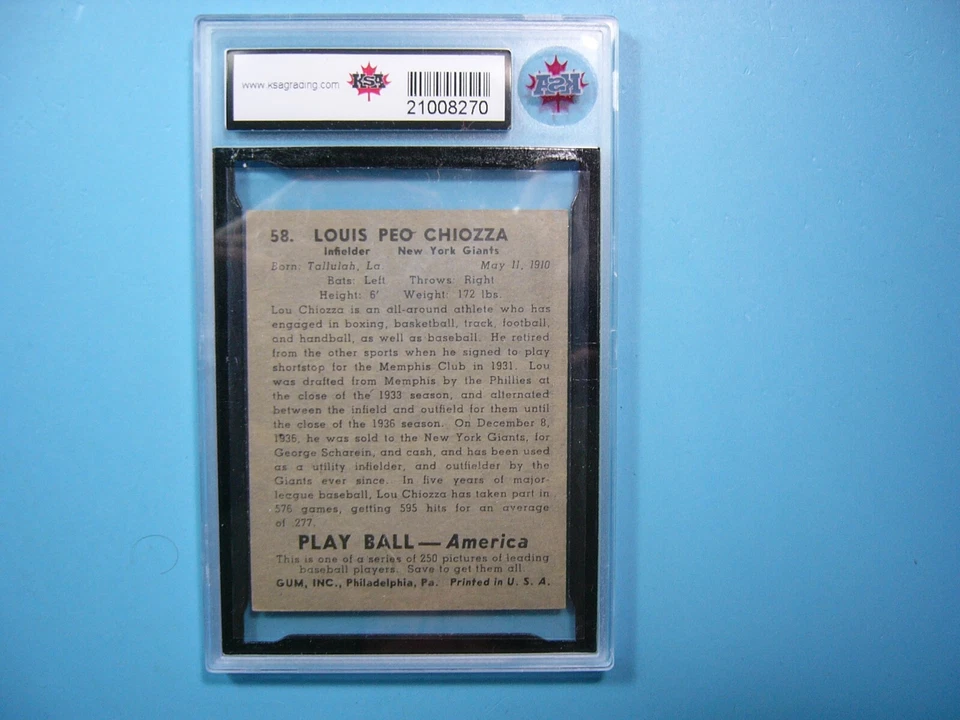 www.ksagrading.com KSA
21008270
KSA
58. LOUIS PEO CHIOZZA
Infielder New York Giants
Born: Tallulah, La. May 11, 1910
Bats: Left Throws: Right
Height: 6' Weight: 172 lbs.
Lou Chiozza is an all-around athlete who has
engaged in boxing, basketball, track, football,
and handball, as well as baseball. He retired
from the other sports when he signed to play
shortstop for the Memphis Club in 1931. Lou
was drafted from Memphis by the Phillies at
the close of the 1933 season, and alternated
between the infield and outfield for them until
the close of the 1936 season. On December 8,
1936, he was sold to the New York Giants, for
George Scharein, and cash, and has been used
as a utility infielder, and outfielder by the
Giants ever since. In five years of major-
league baseball, Lou Chiozza has taken part in
576 games, getting 595 hits for an average
of .277.
PLAY BALL — America
This is one of a series of 250 pictures of leading
baseball players. Save to get them all.
GUM, INC., Philadelphia, Pa. Printed in U. S. A.